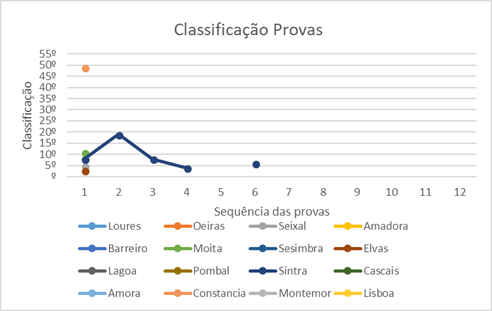 Classificação Provas
Classificação
55º
50º
45º
40º
35º
30º
25º
20º
15º
10º
5º
º
1 2 3 4 6 7 8 9 10 11 12
Sequência das provas
Loures Oeiras Seixal Amadora
Barreiro Moita Sesimbra Elvas
Lagoa Pombal Sintra Cascais
Amora Constancia Montemor Lisboa